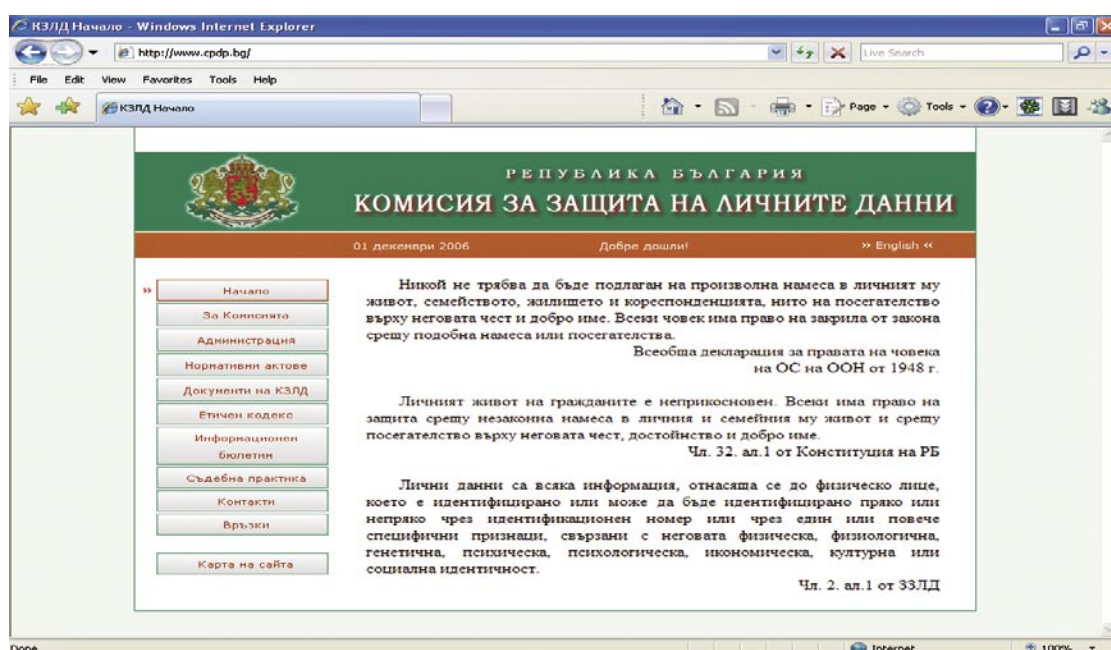 КЗЛД Начало - Windows Internet Explorer
http://www.cpdp.bg/
Live Search
File Edit View Favorites Tools Help
КЗЛД Начало
Page Tools
РЕПУБЛИКА БЪЛГАРИЯ
КОМИСИЯ ЗА ЗАЩИТА НА ЛИЧНИТЕ ДАННИ
01 декември 2006 Добре дошли! » English «
» Начало
За Комисията
Администрация
Нормативни актове
Документи на КЗЛД
Етичен кодекс
Информационен
бюлетин
Съдебна практика
Контакти
Връзки
Карта на сайта
Никой не трябва да бъде подлаган на произволна намеса в личният му
живот, семейството, жилището и кореспонденцията, нито на посегателство
върху неговата чест и добро име. Всеки човек има право на закрила от закона
срещу подобна намеса или посегателства.
Всеобща декларация за правата на човека
на ОС на ООН от 1948 г.
Личният живот на гражданите е неприкосновен. Всеки има право на
защита срещу незаконна намеса в личния и семейния му живот и срещу
посегателство върху неговата чест, достойнство и добро име.
Чл. 32. ал.1 от Конституция на РБ
Лични данни са всяка информация, отнасяща се до физическо лице,
което е идентифицирано или може да бъде идентифицирано пряко или
непряко чрез идентификационен номер или чрез един или повече
специфични признаци, свързани с неговата физическа, физиологична,
генетична, психическа, психологическа, икономическа, културна или
социална идентичност.
Чл. 2. ал.1 от ЗЗЛД
Done Internet 100%